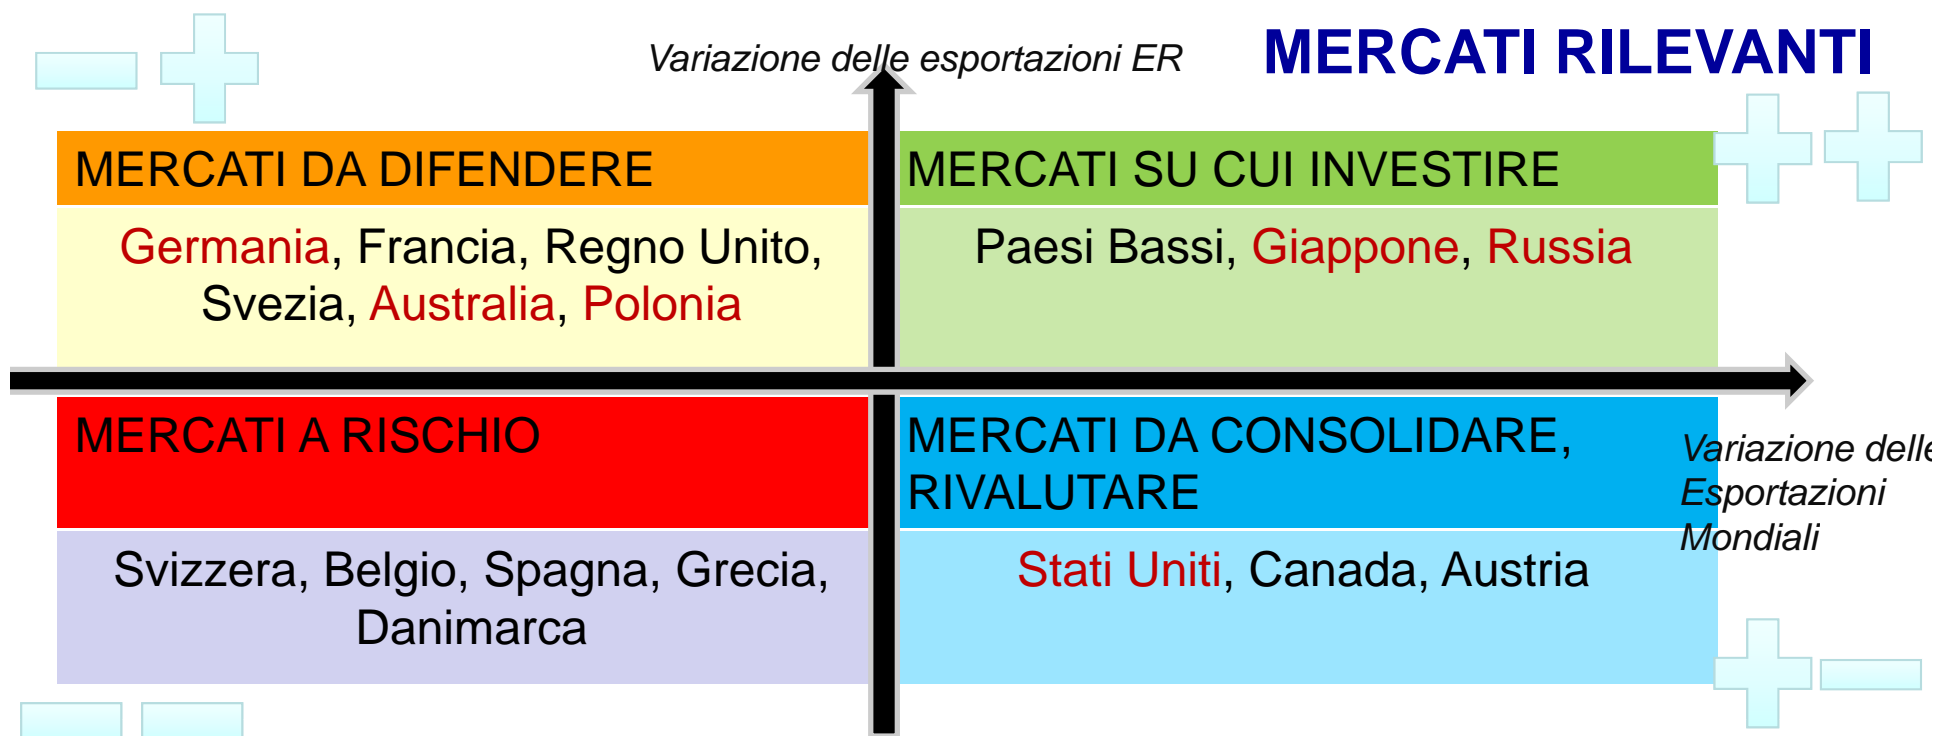 Variazione delle esportazioni ER
MERCATI RILEVANTI
MERCATI DA DIFENDERE
Germania, Francia, Regno Unito,
Svezia, Australia, Polonia
MERCATI SU CUI INVESTIRE
Paesi Bassi, Giappone, Russia
MERCATI A RISCHIO
Svizzera, Belgio, Spagna, Grecia,
Danimarca
MERCATI DA CONSOLIDARE,
RIVALUTARE
Stati Uniti, Canada, Austria
Variazione delle
Esportazioni
Mondiali